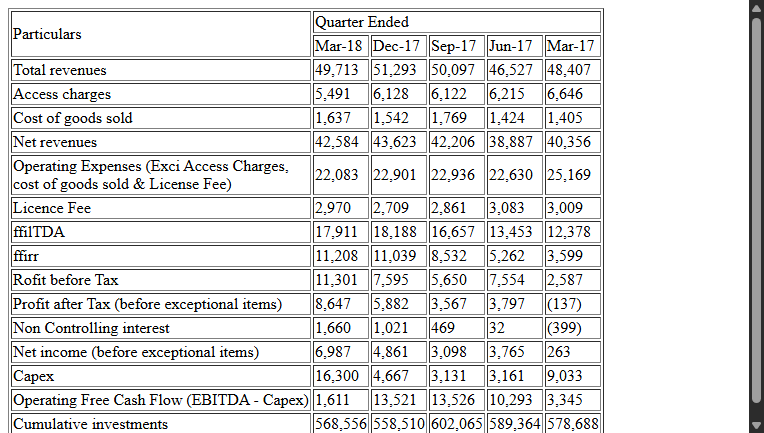 Particulars Quarter Ended
Mar-18 Dec-17 Sep-17 Jun-17 Mar-17
Total revenues 49,713 51,293 50,097 46,527 48,407
Access charges 5,491 6,128 6,122 6,215 6,646
Cost of goods sold 1,637 1,542 1,769 1,424 1,405
Net revenues 42,584 43,623 42,206 38,887 40,356
Operating Expenses (Exci Access Charges,
cost of goods sold & License Fee) 22,083 22,901 22,936 22,630 25,169
Licence Fee 2,970 2,709 2,861 3,083 3,009
ffilTDA 17,911 18,188 16,657 13,453 12,378
ffirr 11,208 11,039 8,532 5,262 3,599
Rofit before Tax 11,301 7,595 5,650 7,554 2,587
Profit after Tax (before exceptional items) 8,647 5,882 3,567 3,797 (137)
Non Controlling interest 1,660 1,021 469 32 (399)
Net income (before exceptional items) 6,987 4,861 3,098 3,765 263
Capex 16,300 4,667 3,131 3,161 9,033
Operating Free Cash Flow (EBITDA - Capex) 1,611 13,521 13,526 10,293 3,345
Cumulative investments 568,556 558,510 602,065 589,364 578,688